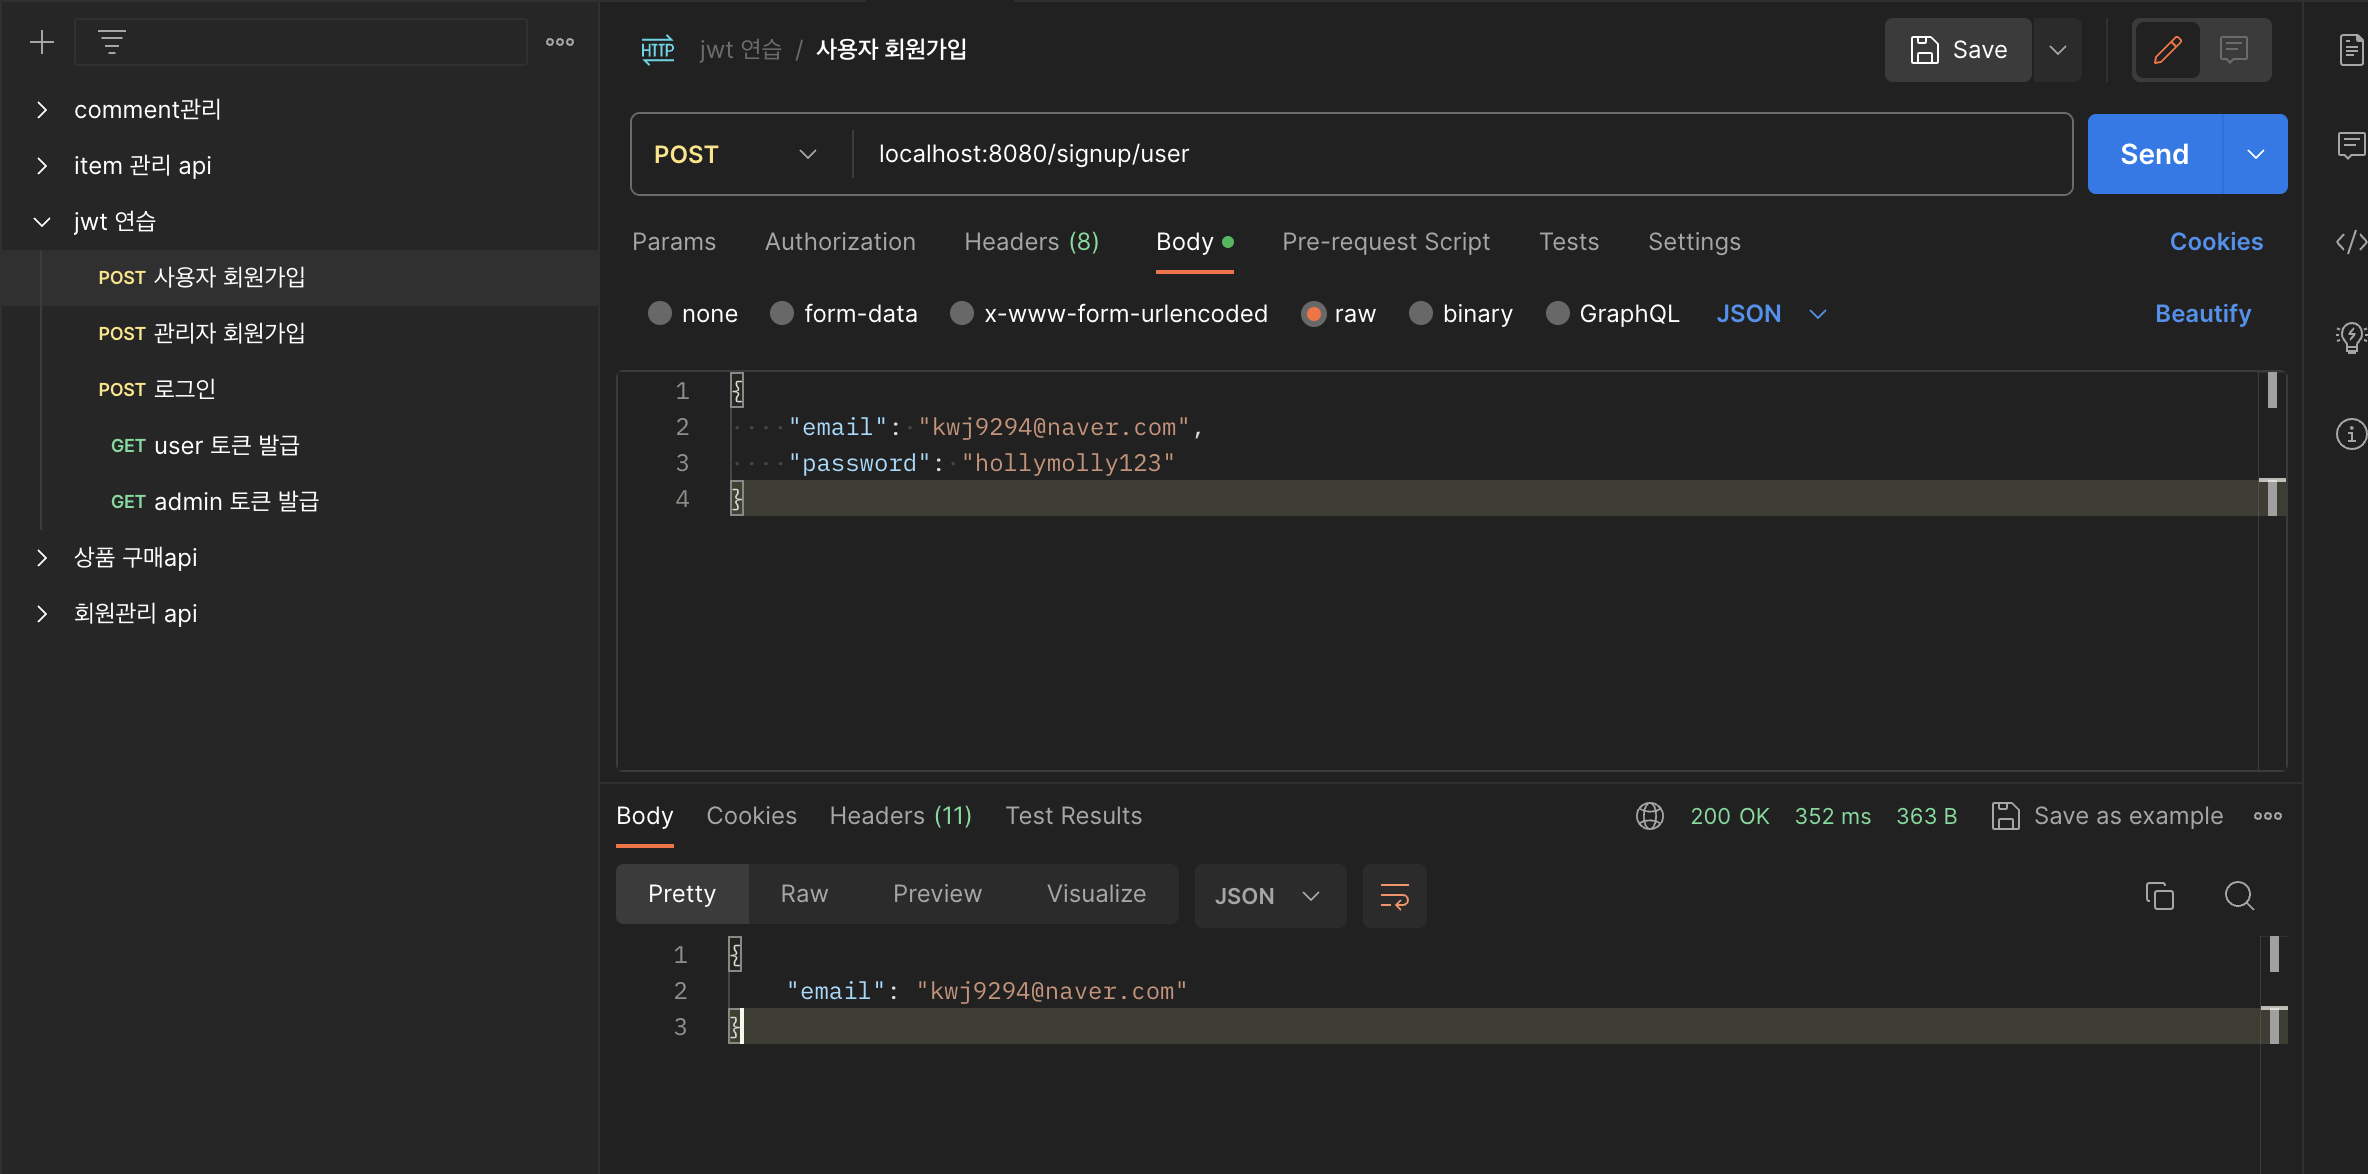 comment관리
item 관리 api
jwt 연습
POST 사용자 회원가입
POST 관리자 회원가입
POST 로그인
GET user 토큰 발급
GET admin 토큰 발급
상품 구매api
회원관리 api
HTTP jwt 연습 / 사용자 회원가입
Save
POST localhost:8080/signup/user
Send
Params Authorization Headers (8) Body Pre-request Script Tests Settings Cookies
none form-data x-www-form-urlencoded raw binary GraphQL JSON Beautify
1 {
2 "email": "kwj9294@naver.com",
3 "password": "hollymolly123"
4 }
Body Cookies Headers (11) Test Results 200 OK 352 ms 363 B Save as example
Pretty Raw Preview Visualize JSON
1 {
2 "email": "kwj9294@naver.com"
3 }